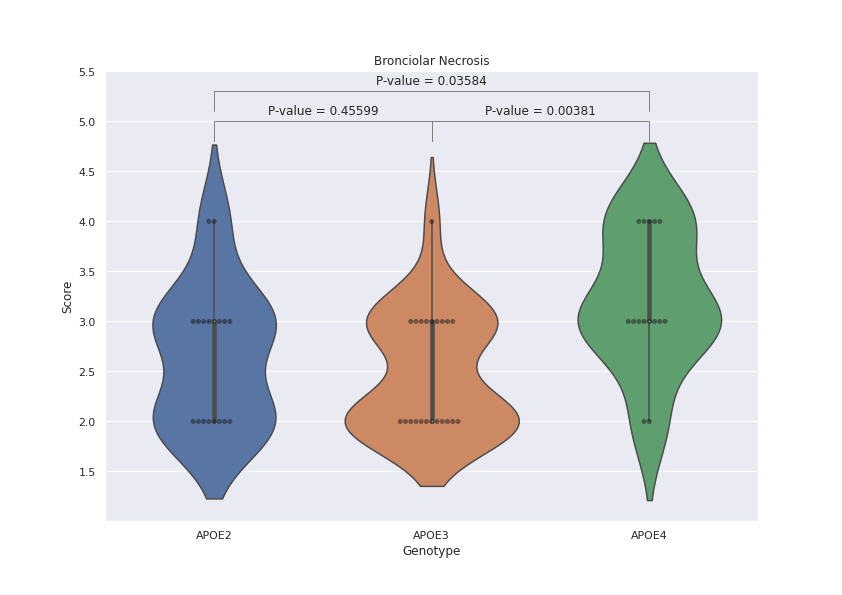 Bronciolar Necrosis
P-value = 0.03584
P-value = 0.45599
P-value = 0.00381
5.5
5.0
4.5
4.0
3.5
3.0
2.5
2.0
1.5
Score
APOE2
APOE3
APOE4
Genotype